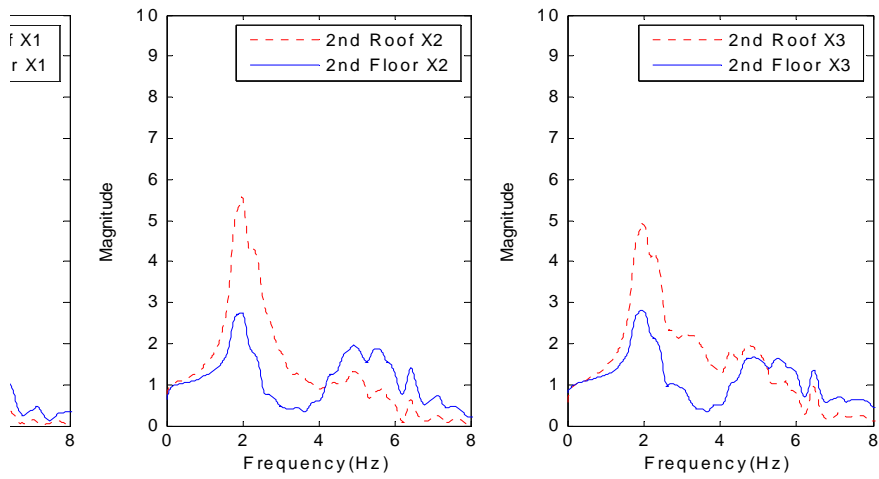 f X1
r X1
8
10
9
8
7
6
5
4
3
2
1
0
Magnitude
2nd Roof X2
2nd Floor X2
0 2 4 6 8
Frequency(Hz)
10
9
8
7
6
5
4
3
2
1
0
Magnitude
2nd Roof X3
2nd Floor X3
0 2 4 6 8
Frequency(Hz)